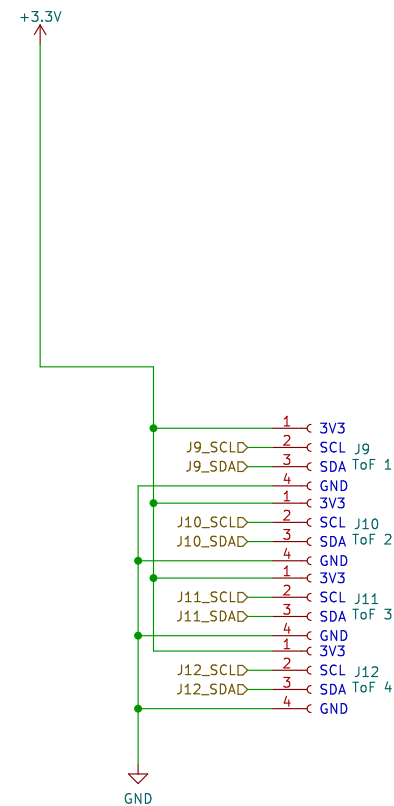 +3.3V
1 3V3
J9_SCL 2 SCL J9
J9_SDA 3 SDA ToF 1
4 GND
1 3V3
J10_SCL 2 SCL J10
J10_SDA 3 SDA ToF 2
4 GND
1 3V3
J11_SCL 2 SCL J11
J11_SDA 3 SDA ToF 3
4 GND
1 3V3
J12_SCL 2 SCL J12
J12_SDA 3 SDA ToF 4
4 GND
GND